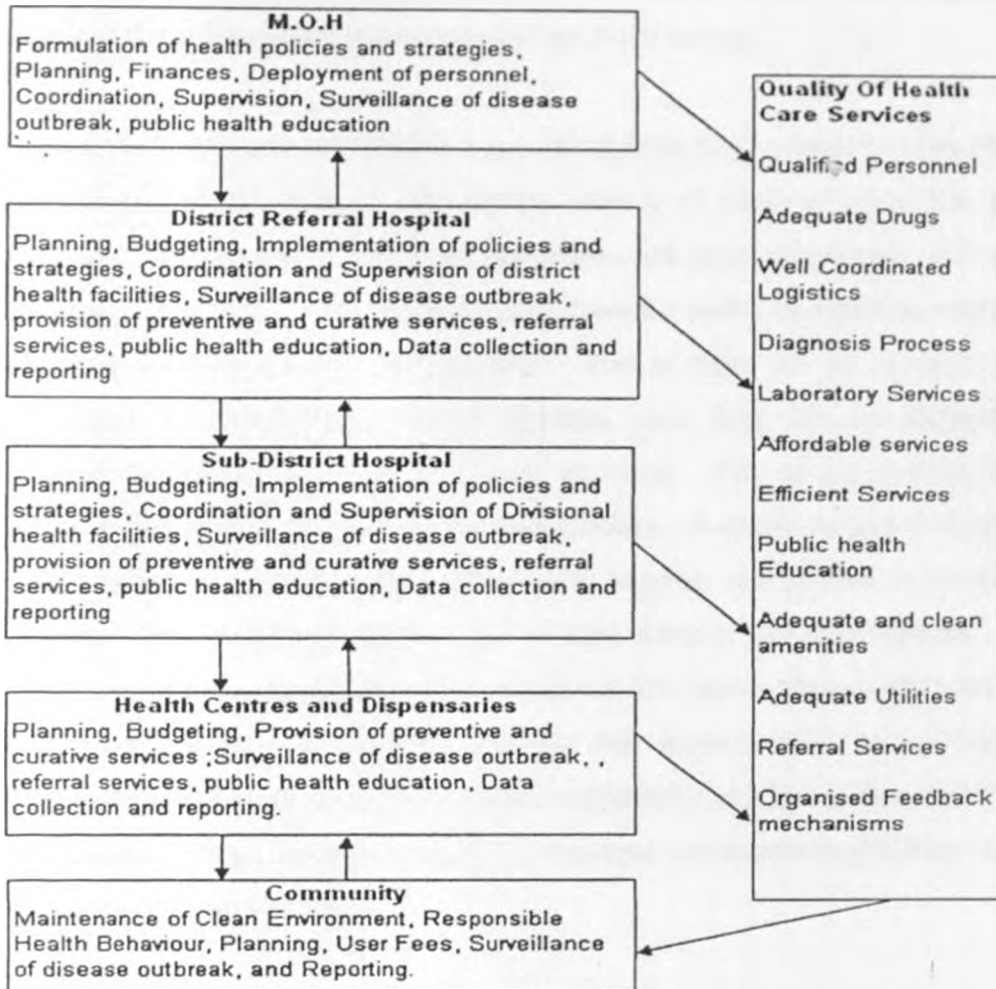 M.O.H
Formulation of health policies and strategies,
Planning, Finances, Deployment of personnel,
Coordination, Supervision, Surveillance of disease
outbreak, public health education
District Referral Hospital
Planning, Budgeting, Implementation of policies and
strategies, Coordination and Supervision of district
health facilities, Surveillance of disease outbreak,
provision of preventive and curative services, referral
services, public health education, Data collection and
reporting
Sub-District Hospital
Planning, Budgeting, Implementation of policies and
strategies, Coordination and Supervision of Divisional
health facilities, Surveillance of disease outbreak,
provision of preventive and curative services, referral
services, public health education, Data collection and
reporting
Health Centres and Dispensaries
Planning, Budgeting, Provision of preventive and
curative services ;Surveillance of disease outbreak, ,
referral services, public health education, Data
collection and reporting.
Community
Maintenance of Clean Environment, Responsible
Health Behaviour, Planning, User Fees, Surveillance
of disease outbreak, and Reporting.
Quality Of Health
Care Services
Qualified Personnel
Adequate Drugs
Well Coordinated
Logistics
Diagnosis Process
Laboratory Services
Affordable services
Efficient Services
Public health
Education
Adequate and clean
amenities
Adequate Utilities
Referral Services
Organised Feedback
mechanisms